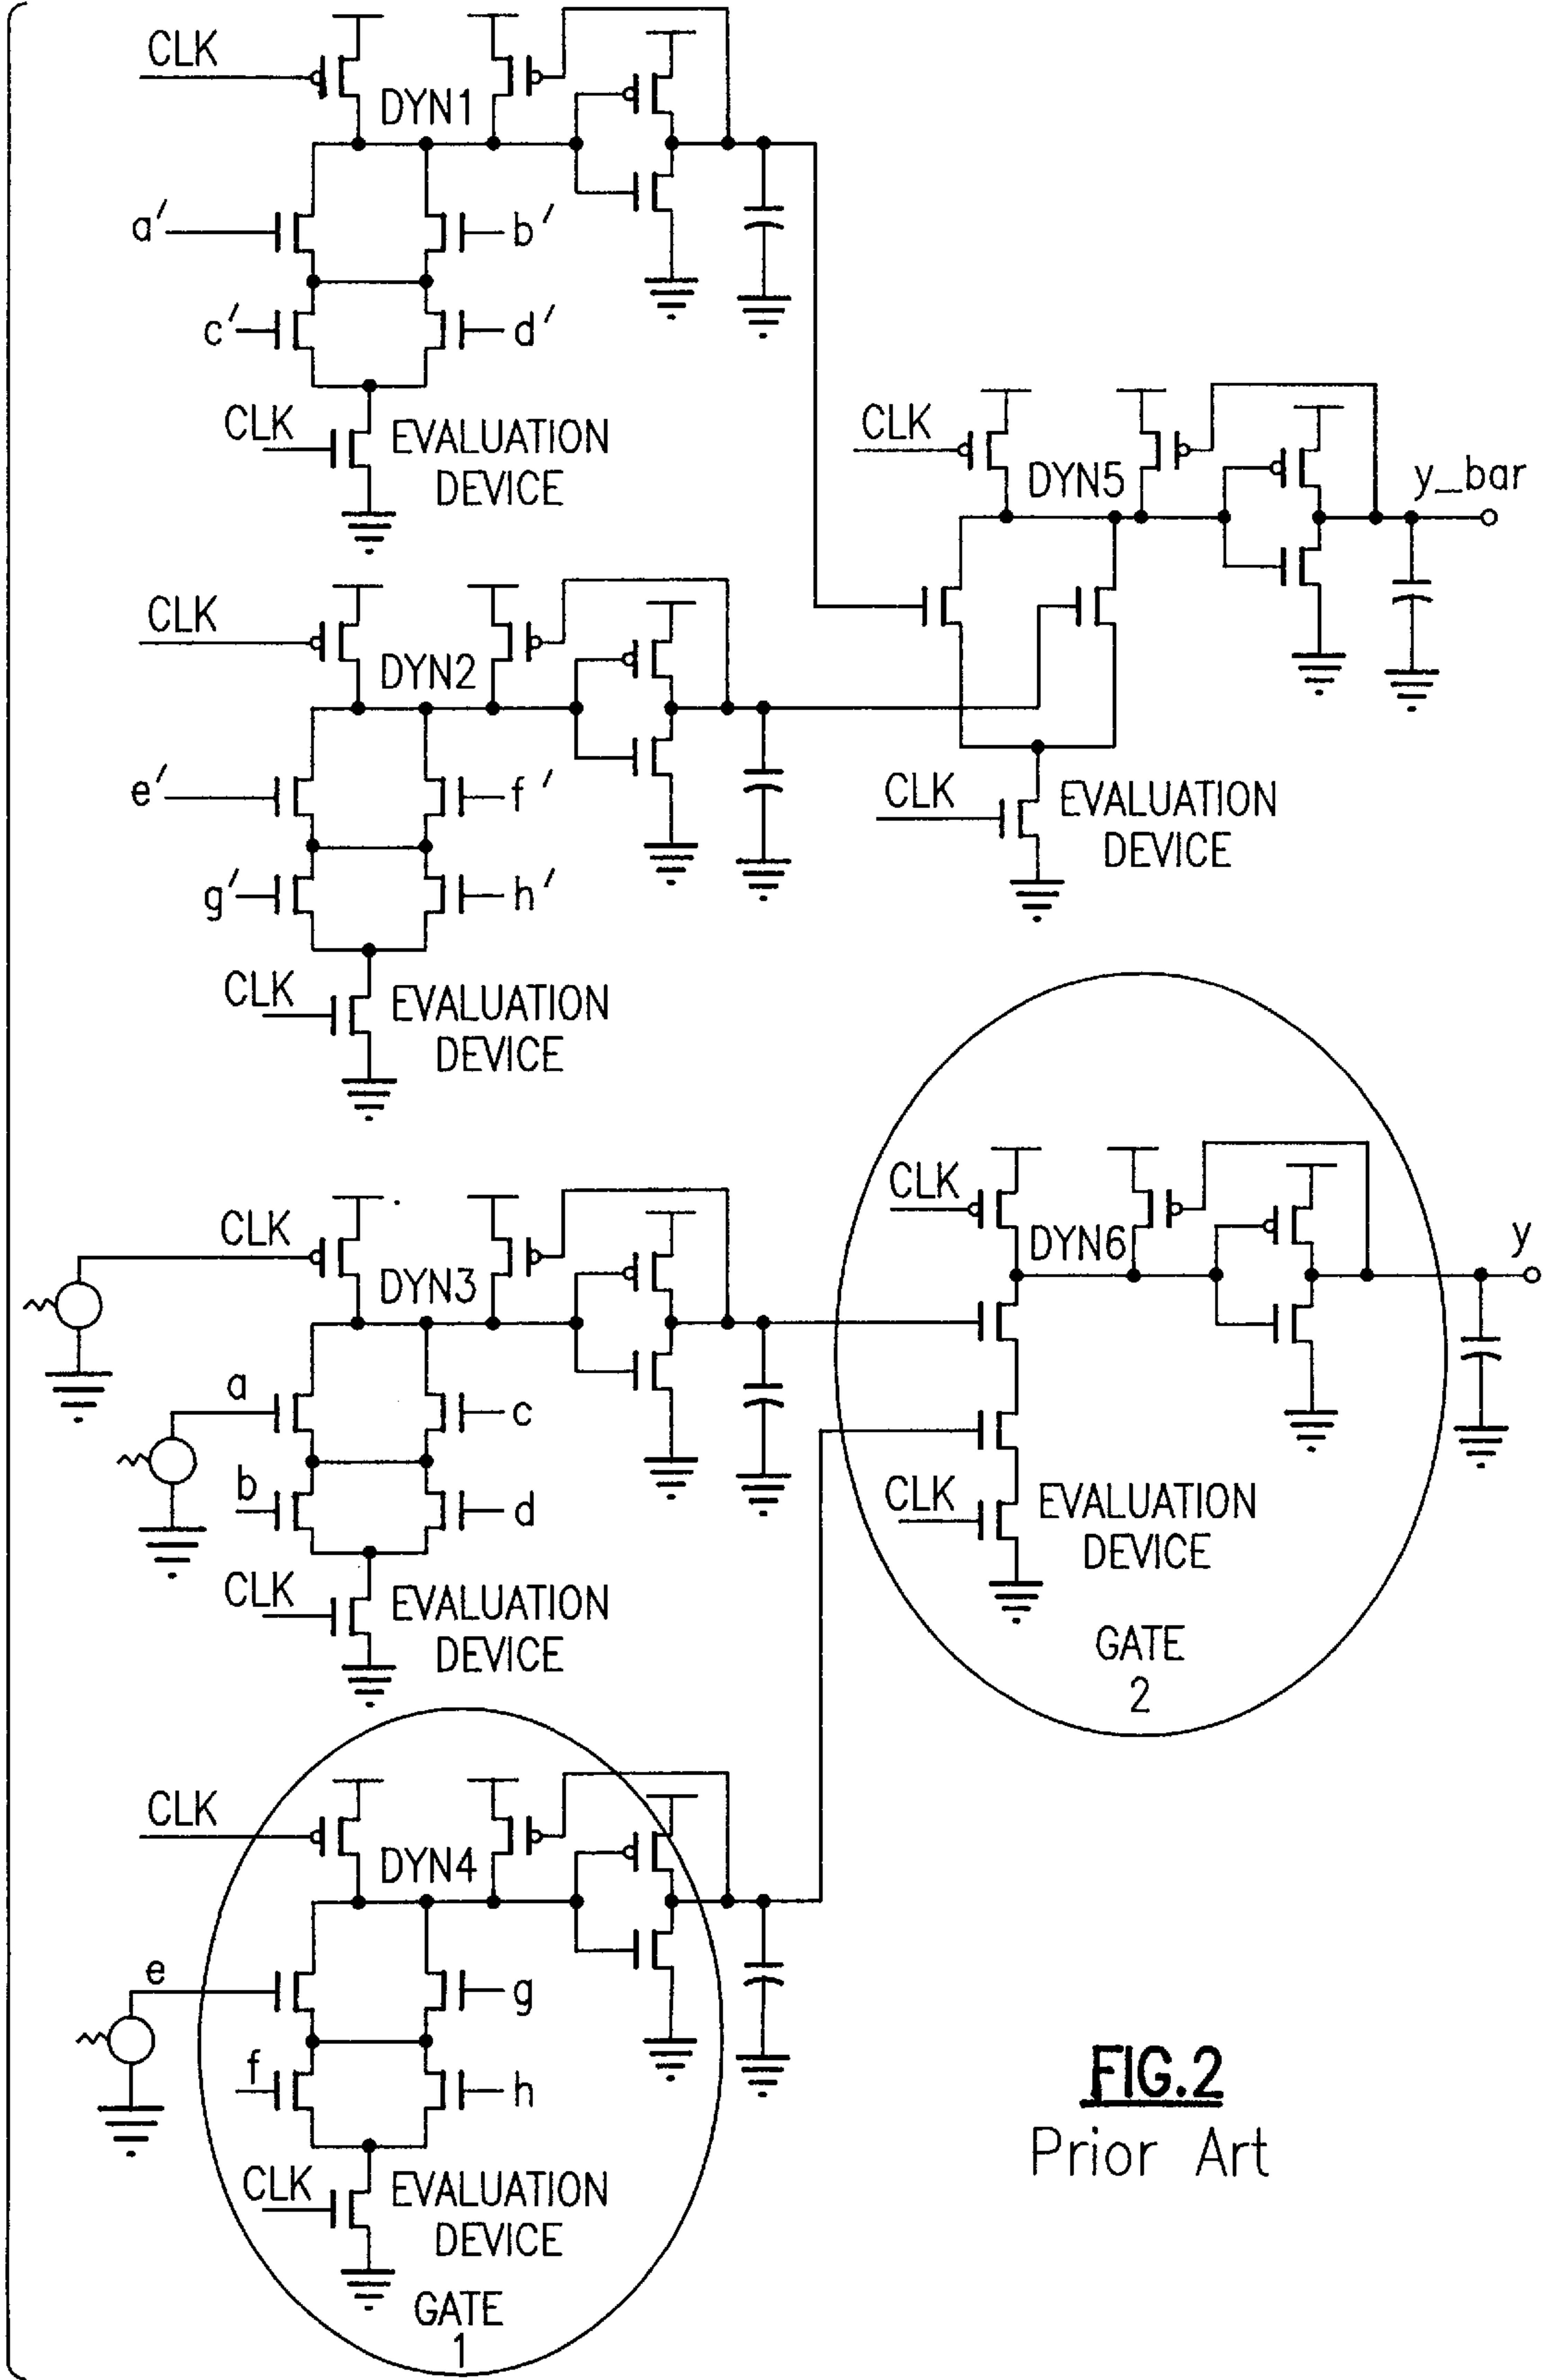 CLK
DYN1
a′
b′
c′
d′
CLK
EVALUATION
DEVICE
CLK
DYN5
y_bar
CLK
DYN2
e′
f′
CLK
EVALUATION
DEVICE
g′
h′
CLK
EVALUATION
DEVICE
CLK
DYN6
y
CLK
DYN3
a
c
b
d
CLK
EVALUATION
DEVICE
CLK
EVALUATION
DEVICE
GATE
2
CLK
DYN4
e
g
f
h
CLK
EVALUATION
DEVICE
GATE
1
FIG.2
Prior Art